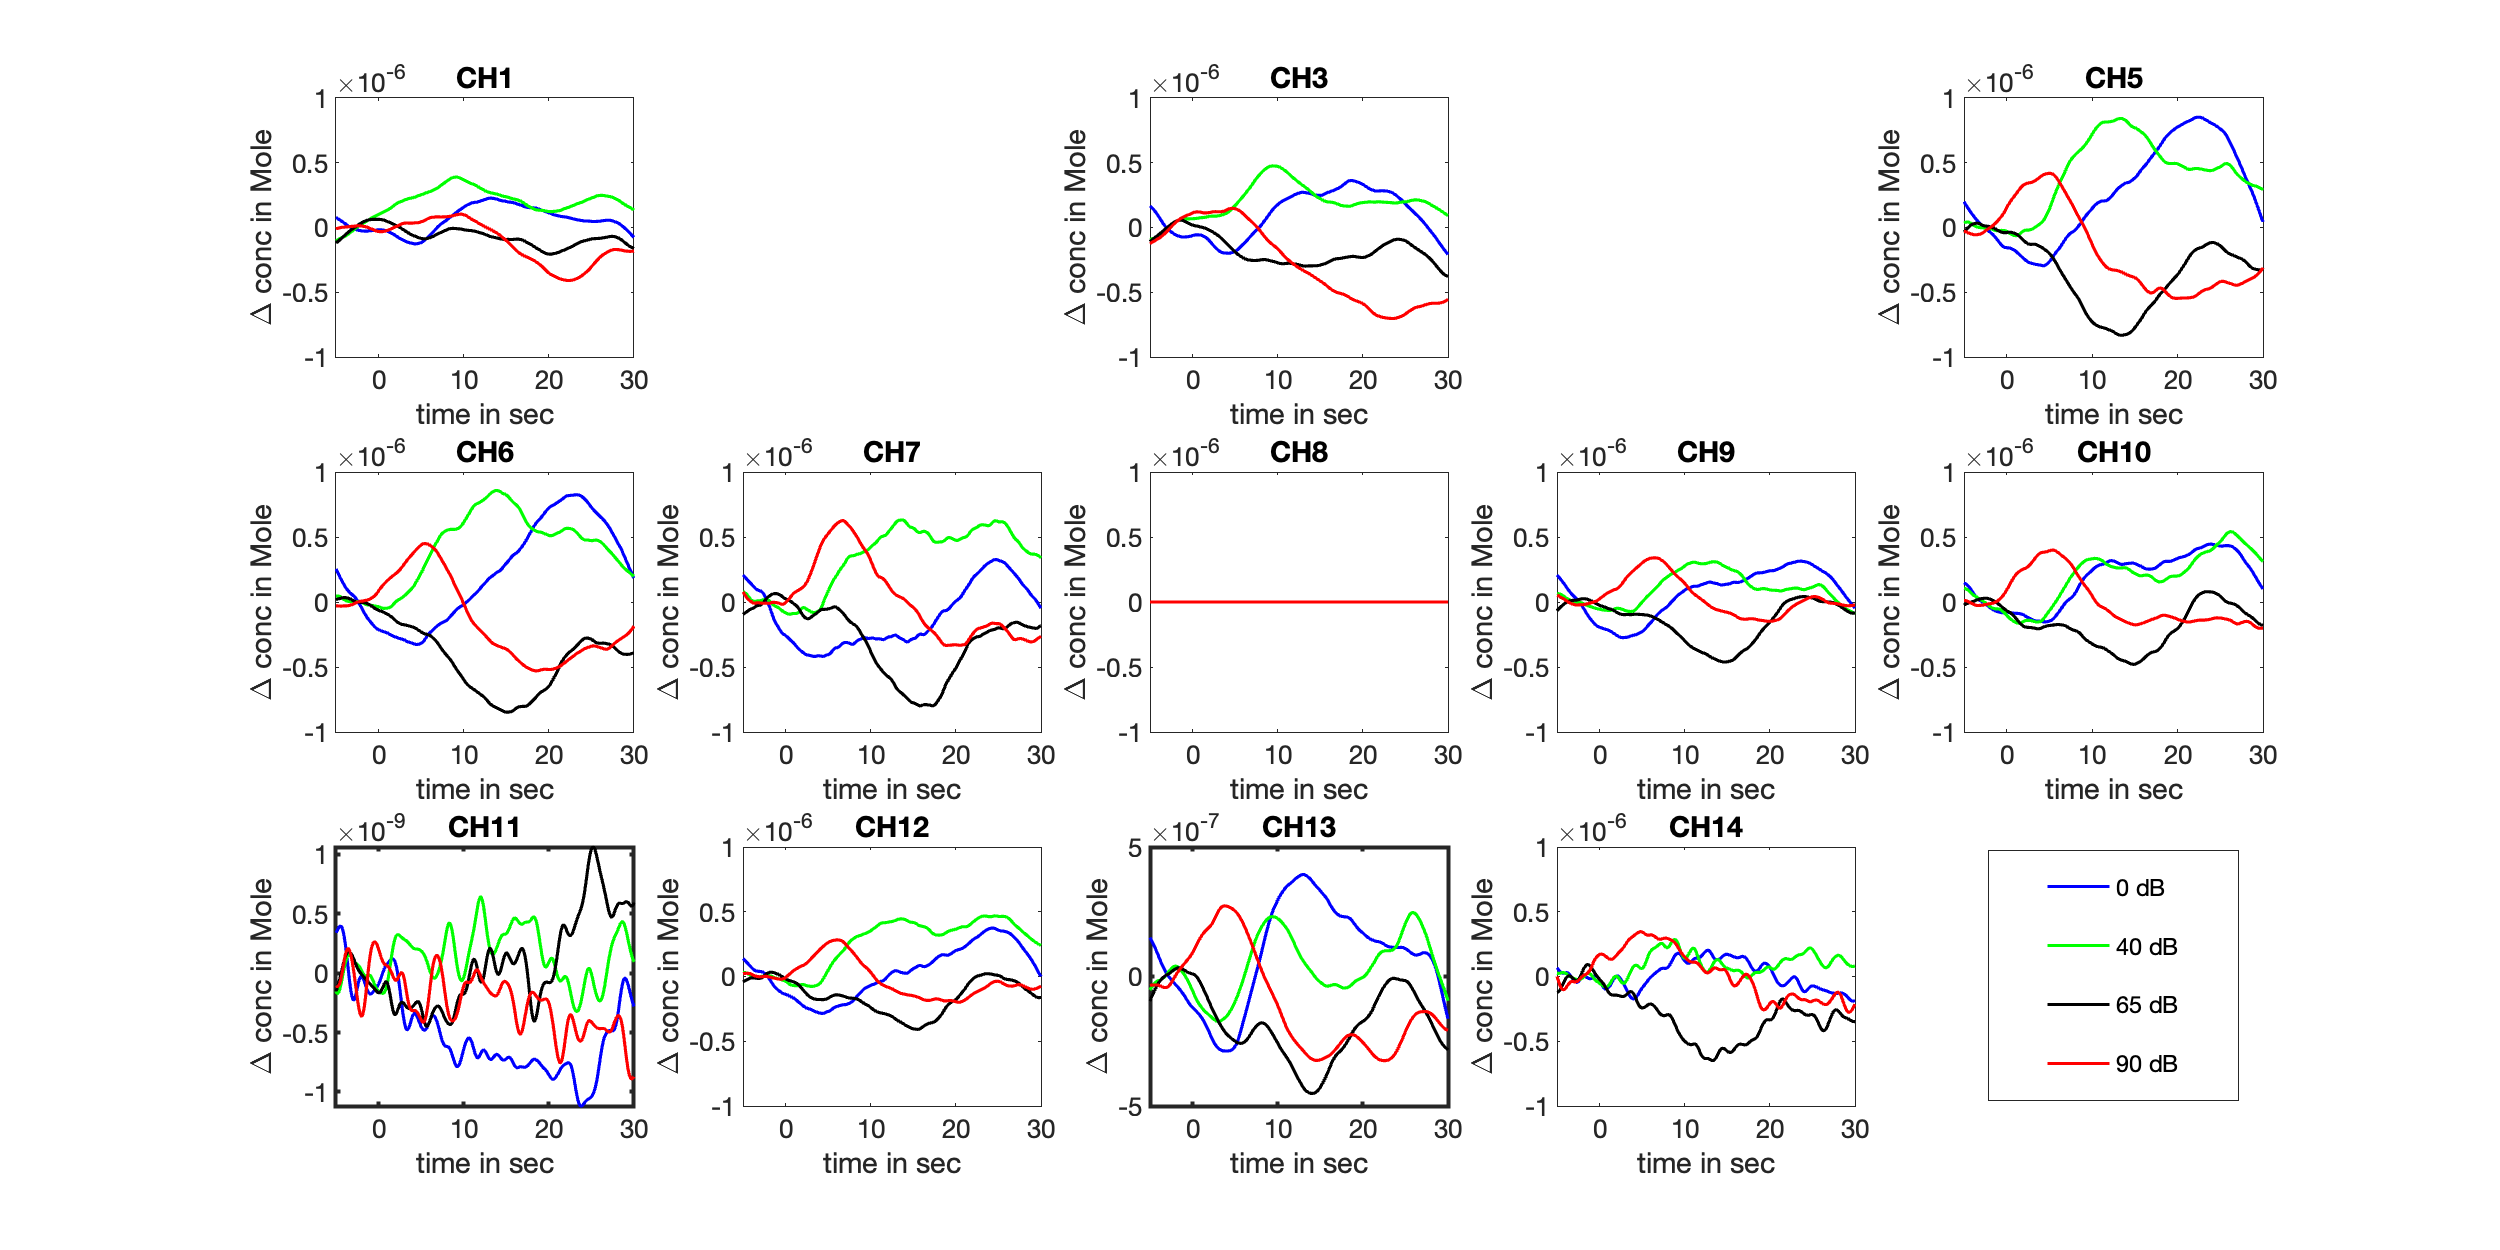 ×10-6 CH1
1
0.5
0
-0.5
-1
Δ conc in Mole
0 10 20 30
time in sec
×10-6 CH3
1
0.5
0
-0.5
-1
Δ conc in Mole
0 10 20 30
time in sec
×10-6 CH5
1
0.5
0
-0.5
-1
Δ conc in Mole
0 10 20 30
time in sec
×10-6 CH6
1
0.5
0
-0.5
-1
Δ conc in Mole
0 10 20 30
time in sec
×10-6 CH7
1
0.5
0
-0.5
-1
Δ conc in Mole
0 10 20 30
time in sec
×10-6 CH8
1
0.5
0
-0.5
-1
Δ conc in Mole
0 10 20 30
time in sec
×10-6 CH9
1
0.5
0
-0.5
-1
Δ conc in Mole
0 10 20 30
time in sec
×10-6 CH10
1
0.5
0
-0.5
-1
Δ conc in Mole
0 10 20 30
time in sec
×10-9 CH11
1
0.5
0
-0.5
-1
Δ conc in Mole
0 10 20 30
time in sec
×10-6 CH12
1
0.5
0
-0.5
-1
Δ conc in Mole
0 10 20 30
time in sec
×10-7 CH13
5
0
-5
Δ conc in Mole
0 10 20 30
time in sec
×10-6 CH14
1
0.5
0
-0.5
-1
Δ conc in Mole
0 10 20 30
time in sec
0 dB
40 dB
65 dB
90 dB